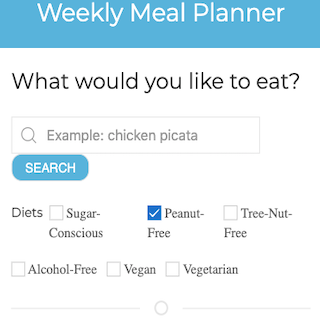 Weekly Meal Planner
What would you like to eat?
Example: chicken picata
SEARCH
Diets Sugar- Peanut- Tree-Nut-
Conscious Free Free
Alcohol-Free Vegan Vegetarian